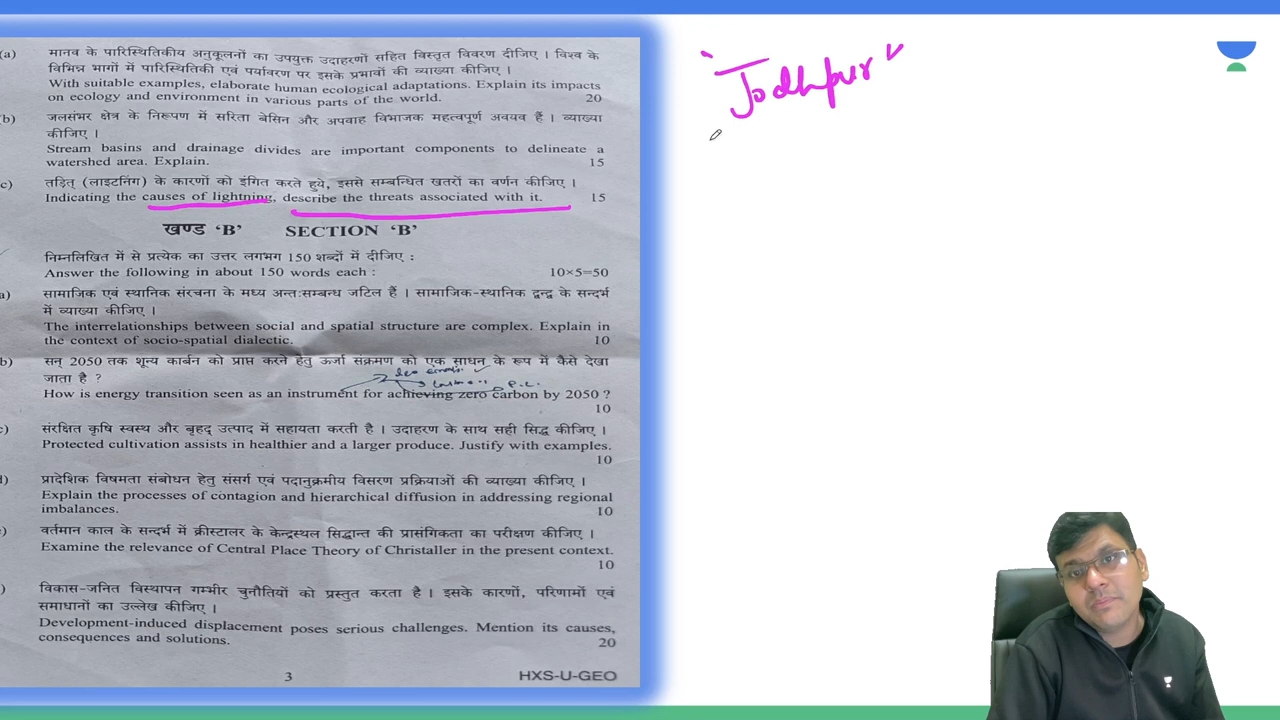 (a) मानव के पारिस्थितिकीय अनुकूलनों का उपयुक्त उदाहरणों सहित विस्तृत विवरण दीजिए । विश्व के
विभिन्न भागों में पारिस्थितिकी एवं पर्यावरण पर इसके प्रभावों की व्याख्या कीजिए ।
With suitable examples, elaborate human ecological adaptations. Explain its impacts
on ecology and environment in various parts of the world. 20
(b) जलसंभर क्षेत्र के निरूपण में सरिता बेसिन और अपवाह विभाजक महत्वपूर्ण अवयव हैं । व्याख्या
कीजिए ।
Stream basins and drainage divides are important components to delineate a
watershed area. Explain. 15
(c) तड़ित् (लाइटनिंग) के कारणों को इंगित करते हुये, इससे सम्बन्धित खतरों का वर्णन कीजिए ।
Indicating the causes of lightning, describe the threats associated with it. 15
खण्ड ‘B’ SECTION ‘B’
निम्नलिखित में से प्रत्येक का उत्तर लगभग 150 शब्दों में दीजिए :
Answer the following in about 150 words each : 10×5=50
a) सामाजिक एवं स्थानिक संरचना के मध्य अन्तःसम्बन्ध जटिल हैं । सामाजिक-स्थानिक द्वन्द्व के सन्दर्भ
में व्याख्या कीजिए ।
The interrelationships between social and spatial structure are complex. Explain in
the context of socio-spatial dialectic. 10
b) सन् 2050 तक शून्य कार्बन को प्राप्त करने हेतु ऊर्जा संक्रमण को एक साधन के रूप में कैसे देखा
जाता है ?
How is energy transition seen as an instrument for achieving zero carbon by 2050 ?
10
c) संरक्षित कृषि स्वस्थ और बृहद् उत्पाद में सहायता करती है । उदाहरण के साथ सही सिद्ध कीजिए ।
Protected cultivation assists in healthier and a larger produce. Justify with examples.
10
d) प्रादेशिक विषमता संबोधन हेतु संसर्ग एवं पदानुक्रमीय विसरण प्रक्रियाओं की व्याख्या कीजिए ।
Explain the processes of contagion and hierarchical diffusion in addressing regional
imbalances. 10
e) वर्तमान काल के सन्दर्भ में क्रीस्टालर के केन्द्रस्थल सिद्धान्त की प्रासंगिकता का परीक्षण कीजिए ।
Examine the relevance of Central Place Theory of Christaller in the present context.
10
) विकास-जनित विस्थापन गम्भीर चुनौतियों को प्रस्तुत करता है । इसके कारणों, परिणामों एवं
समाधानों का उल्लेख कीजिए ।
Development-induced displacement poses serious challenges. Mention its causes,
consequences and solutions. 20
3 HXS-U-GEO
Jodhpur